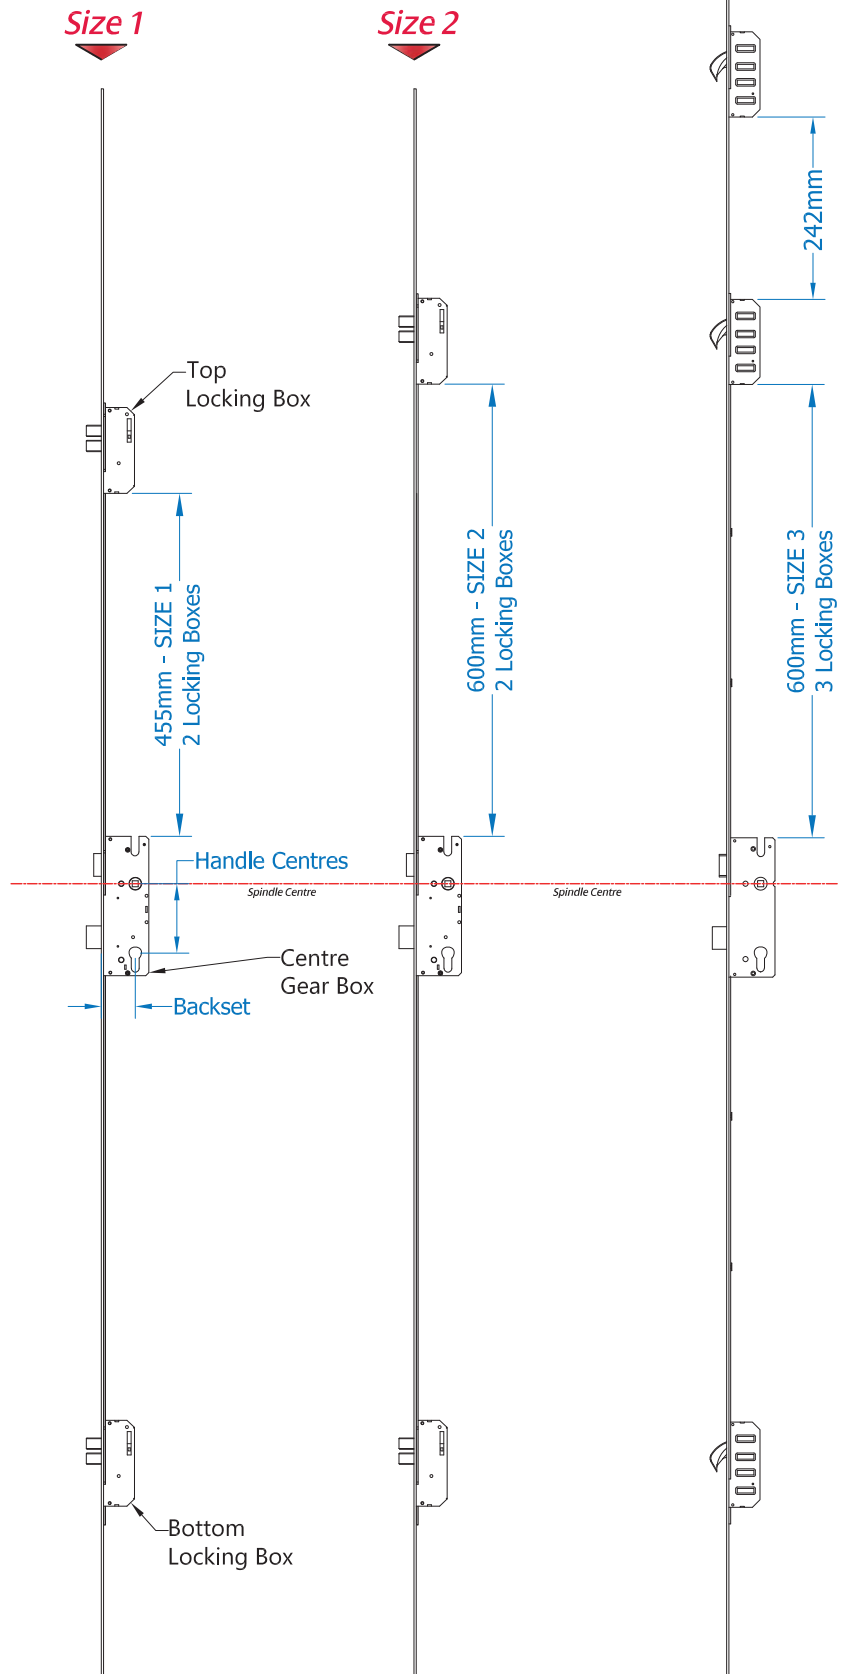 Size 1
Size 2
242mm
Top
Locking Box
455mm - SIZE 1
2 Locking Boxes
600mm - SIZE 2
2 Locking Boxes
600mm - SIZE 3
3 Locking Boxes
Handle Centres
Spindle Centre
Spindle Centre
Centre
Gear Box
Backset
Bottom
Locking Box